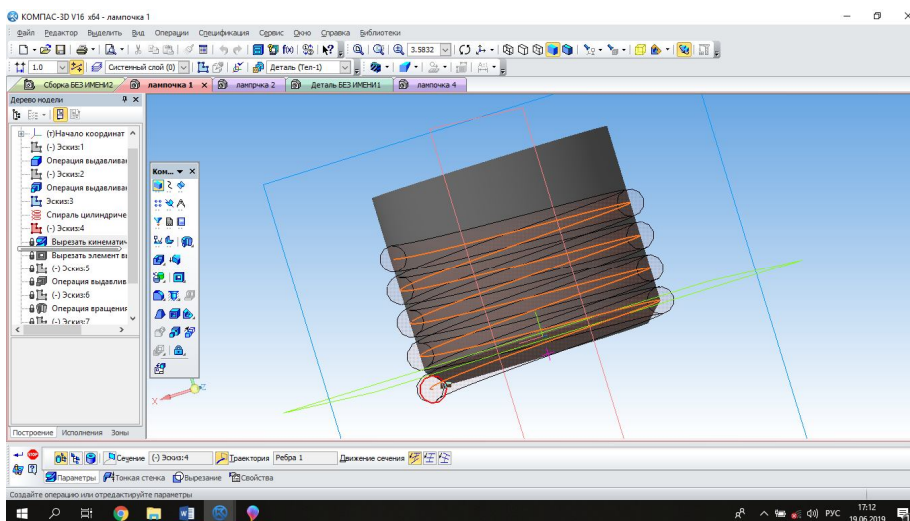 КОМПАС-3D V16 x64 - лампочка 1
Файл Редактор Выделить Вид Операции Спецификация Сервис Окно Справка Библиотеки
3.5832
1.0 Системный слой (0) Деталь (Тел-1)
Сборка БЕЗ ИМЕНИ2 лампочка 1 лампрчка 2 Деталь БЕЗ ИМЕНИ1 лампочка 4
Дерево модели
(т)Начало координат
(-) Эскиз:1
Операция выдавливан
(-) Эскиз:2
Операция выдавливан
Эскиз:3
Спираль цилиндриче
(-) Эскиз:4
Вырезать кинематич
Вырезать элемент вы
(-) Эскиз:5
Операция выдавлив
(-) Эскиз:6
Операция вращения
(-) Эскиз:7
Ком...
X
Z
Построение Исполнения Зоны
Сечение (-) Эскиз:4 Траектория Ребра 1 Движение сечения
Параметры Тонкая стенка Вырезание Свойства
Создайте операцию или отредактируйте параметры
РУС 17:12
19.06.2019